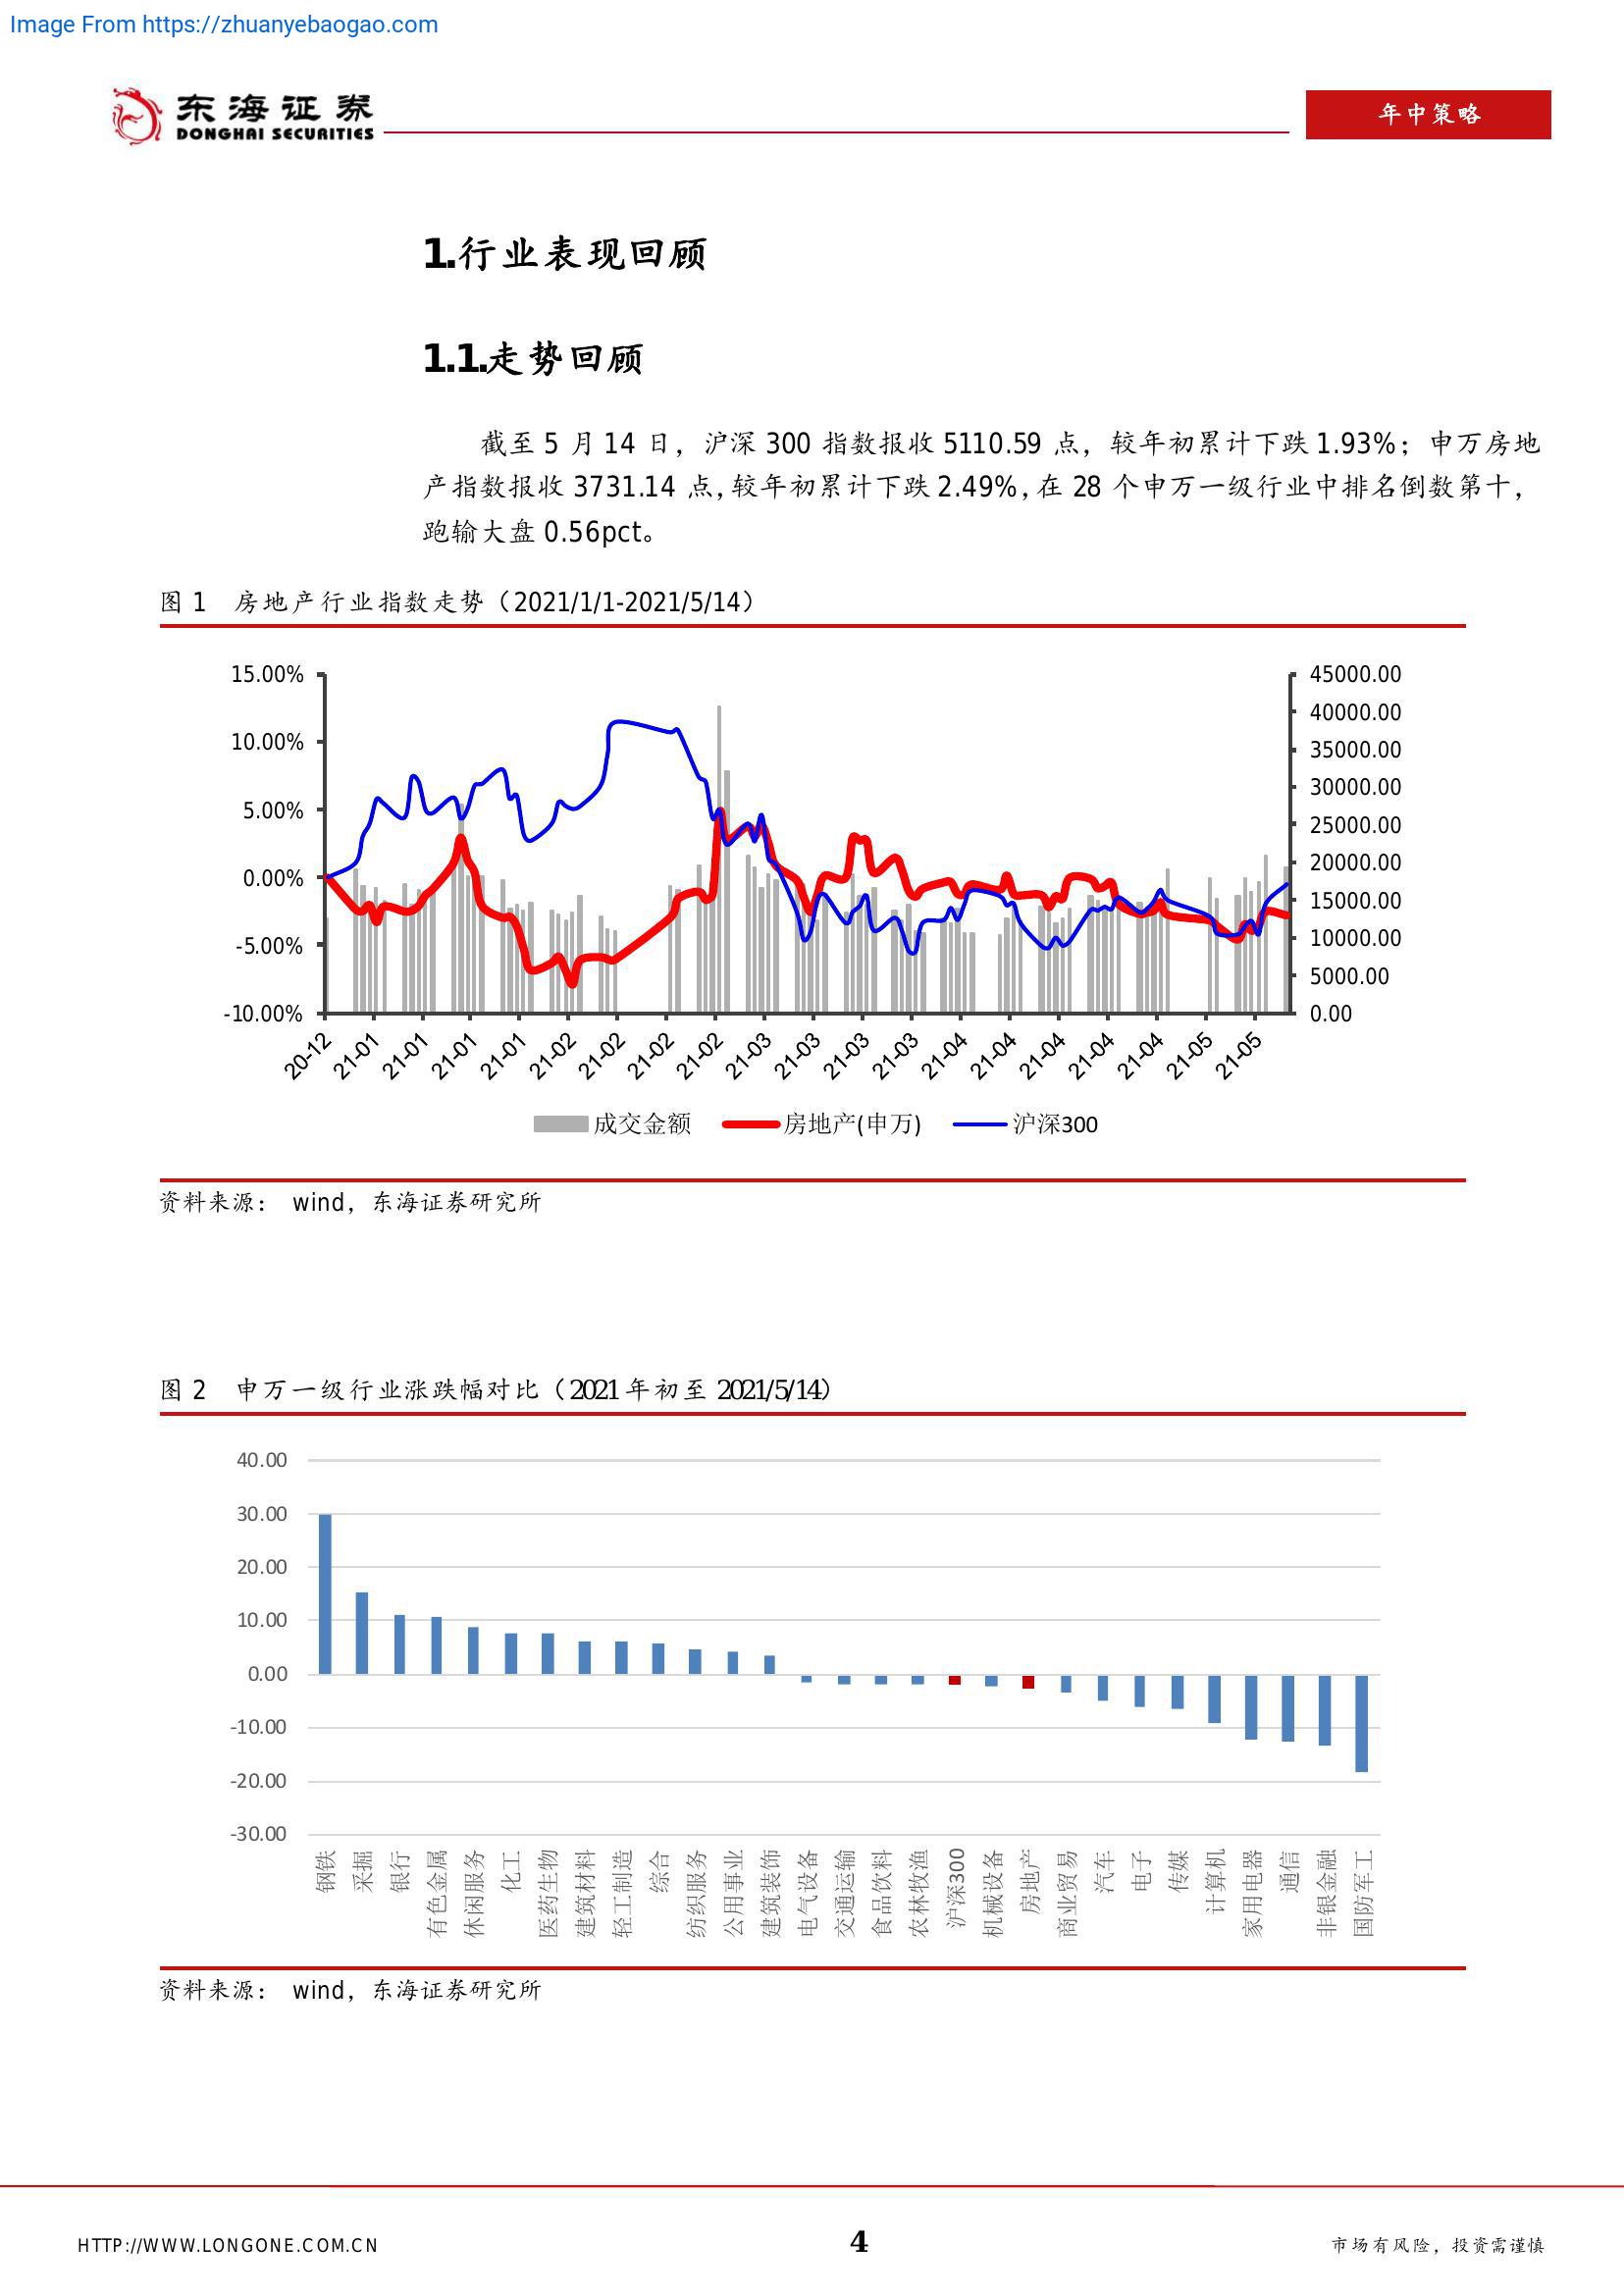 Image From https://zhuanyebaogao.com
东海证券
DONGHAI SECURITIES
年中策略
1.行业表现回顾
1.1.走势回顾
截至 5 月 14 日，沪深 300 指数报收 5110.59 点，较年初累计下跌 1.93%；申万房地
产指数报收 3731.14 点，较年初累计下跌 2.49%，在 28 个申万一级行业中排名倒数第十，
跑输大盘 0.56pct。
图 1 房地产行业指数走势（2021/1/1-2021/5/14）
15.00%
10.00%
5.00%
0.00%
-5.00%
-10.00%
45000.00
40000.00
35000.00
30000.00
25000.00
20000.00
15000.00
10000.00
5000.00
0.00
20-12
21-01
21-01
21-01
21-01
21-02
21-02
21-02
21-02
21-03
21-03
21-03
21-03
21-04
21-04
21-04
21-04
21-04
21-05
21-05
成交金额
房地产(申万)
沪深300
资料来源： wind，东海证券研究所
图 2 申万一级行业涨跌幅对比（2021 年初至 2021/5/14）
40.00
30.00
20.00
10.00
0.00
-10.00
-20.00
-30.00
钢铁
采掘
银行
有色金属
休闲服务
化工
医药生物
建筑材料
轻工制造
综合
纺织服务
公用事业
建筑装饰
电气设备
交通运输
食品饮料
农林牧渔
沪深300
机械设备
房地产
商业贸易
汽车
电子
传媒
计算机
家用电器
通信
非银金融
国防军工
资料来源： wind，东海证券研究所
HTTP://WWW.LONGONE.COM.CN
4
市场有风险，投资需谨慎